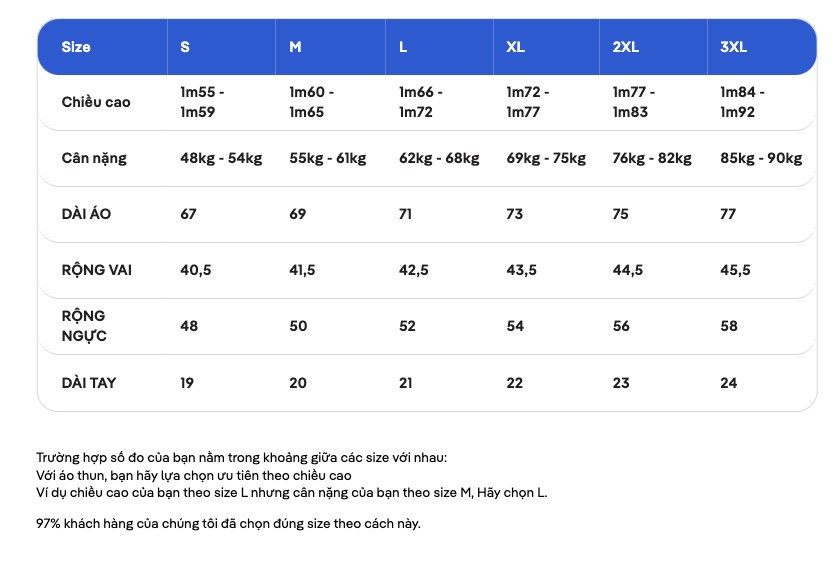 Size S M L XL 2XL 3XL
Chiều cao 1m55 - 1m59 1m60 - 1m65 1m66 - 1m72 1m72 - 1m77 1m77 - 1m83 1m84 - 1m92
Cân nặng 48kg - 54kg 55kg - 61kg 62kg - 68kg 69kg - 75kg 76kg - 82kg 85kg - 90kg
DÀI ÁO 67 69 71 73 75 77
RỘNG VAI 40,5 41,5 42,5 43,5 44,5 45,5
RỘNG NGỰC 48 50 52 54 56 58
DÀI TAY 19 20 21 22 23 24
Trường hợp số đo của bạn nằm trong khoảng giữa các size với nhau:
Với áo thun, bạn hãy lựa chọn ưu tiên theo chiều cao
Ví dụ chiều cao của bạn theo size L nhưng cân nặng của bạn theo size M, Hãy chọn L.
97% khách hàng của chúng tôi đã chọn đúng size theo cách này.